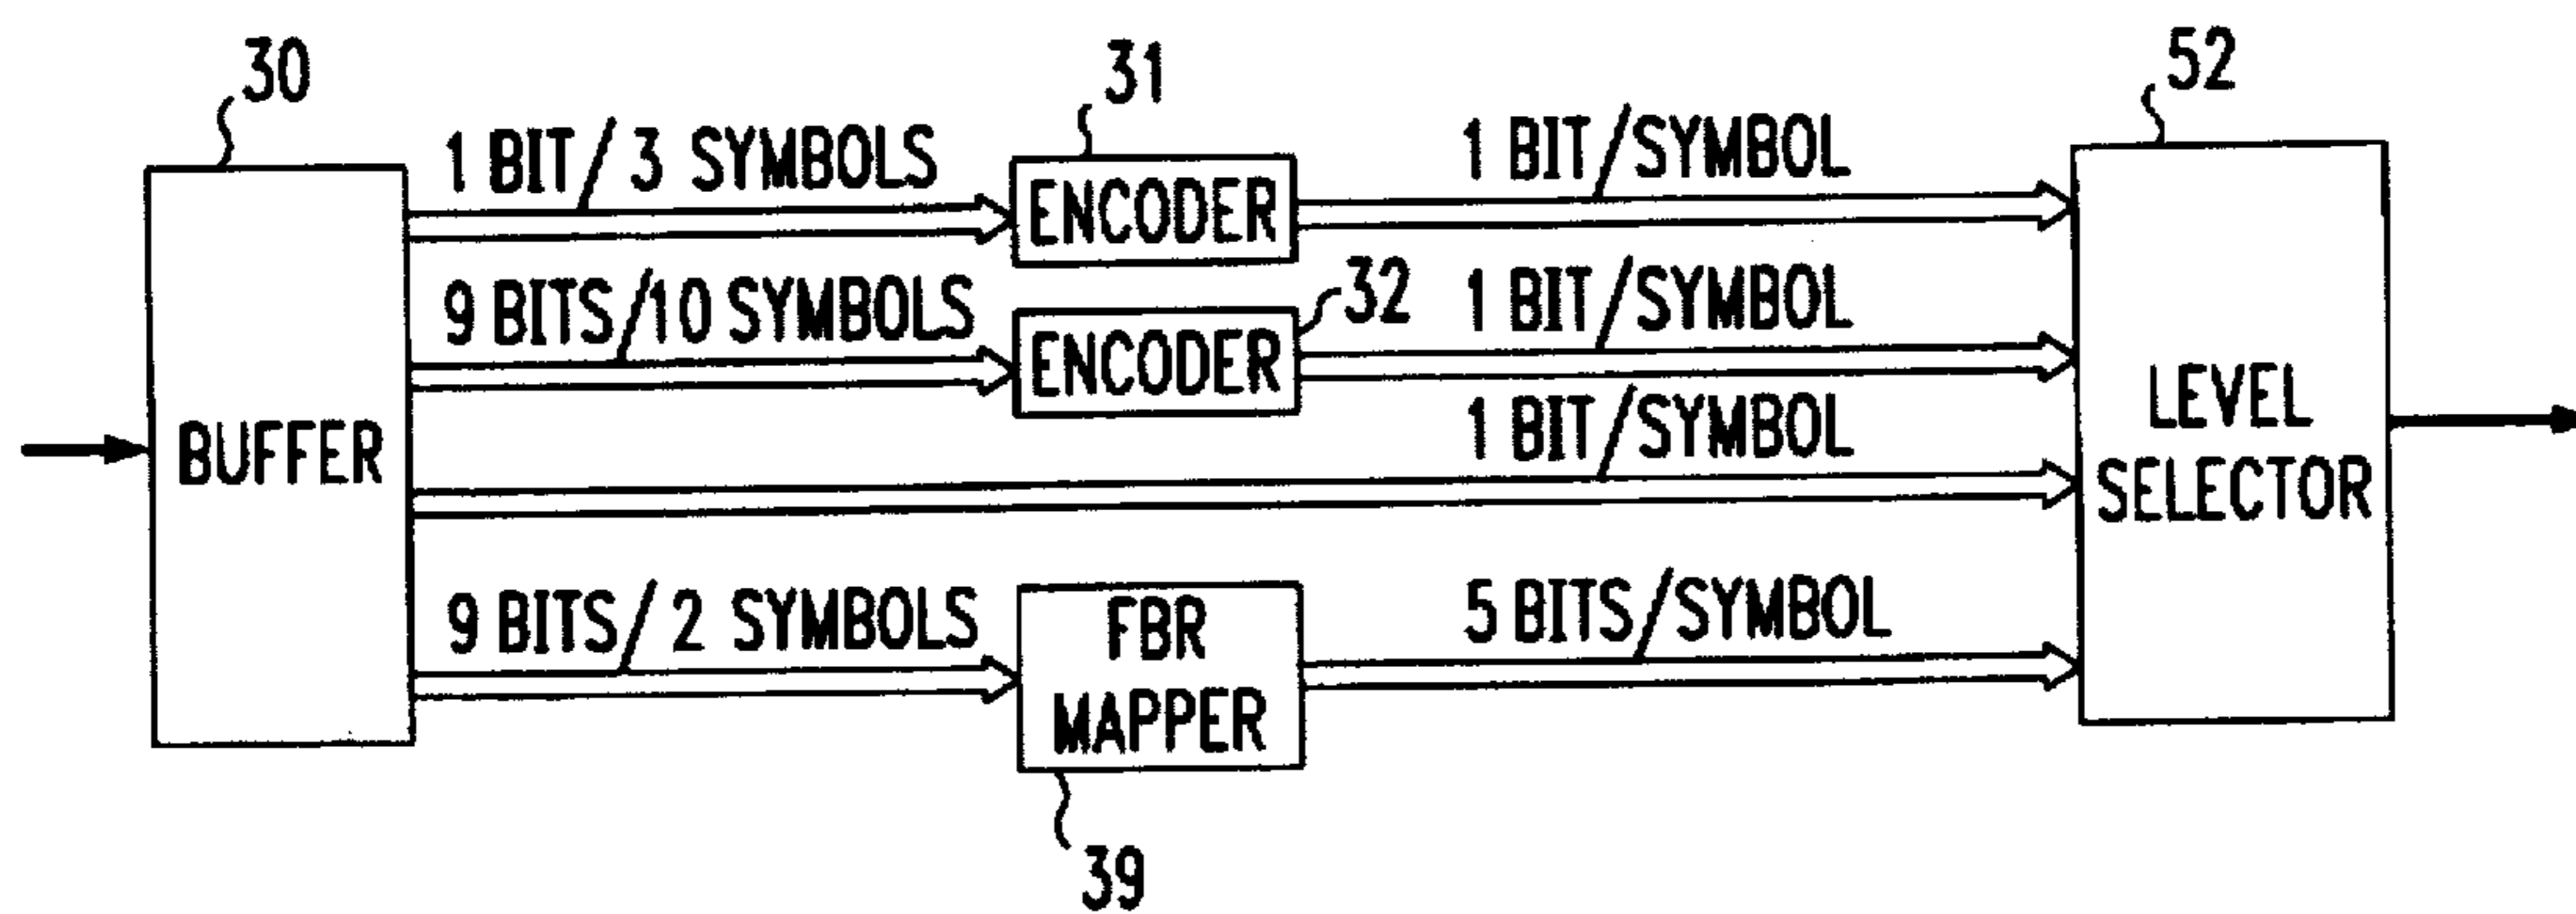 30
31
52
1 BIT/3 SYMBOLS
ENCODER
1 BIT/SYMBOL
9 BITS/10 SYMBOLS
ENCODER
32
1 BIT/SYMBOL
1 BIT/SYMBOL
BUFFER
LEVEL
SELECTOR
9 BITS/2 SYMBOLS
FBR
MAPPER
5 BITS/SYMBOL
39